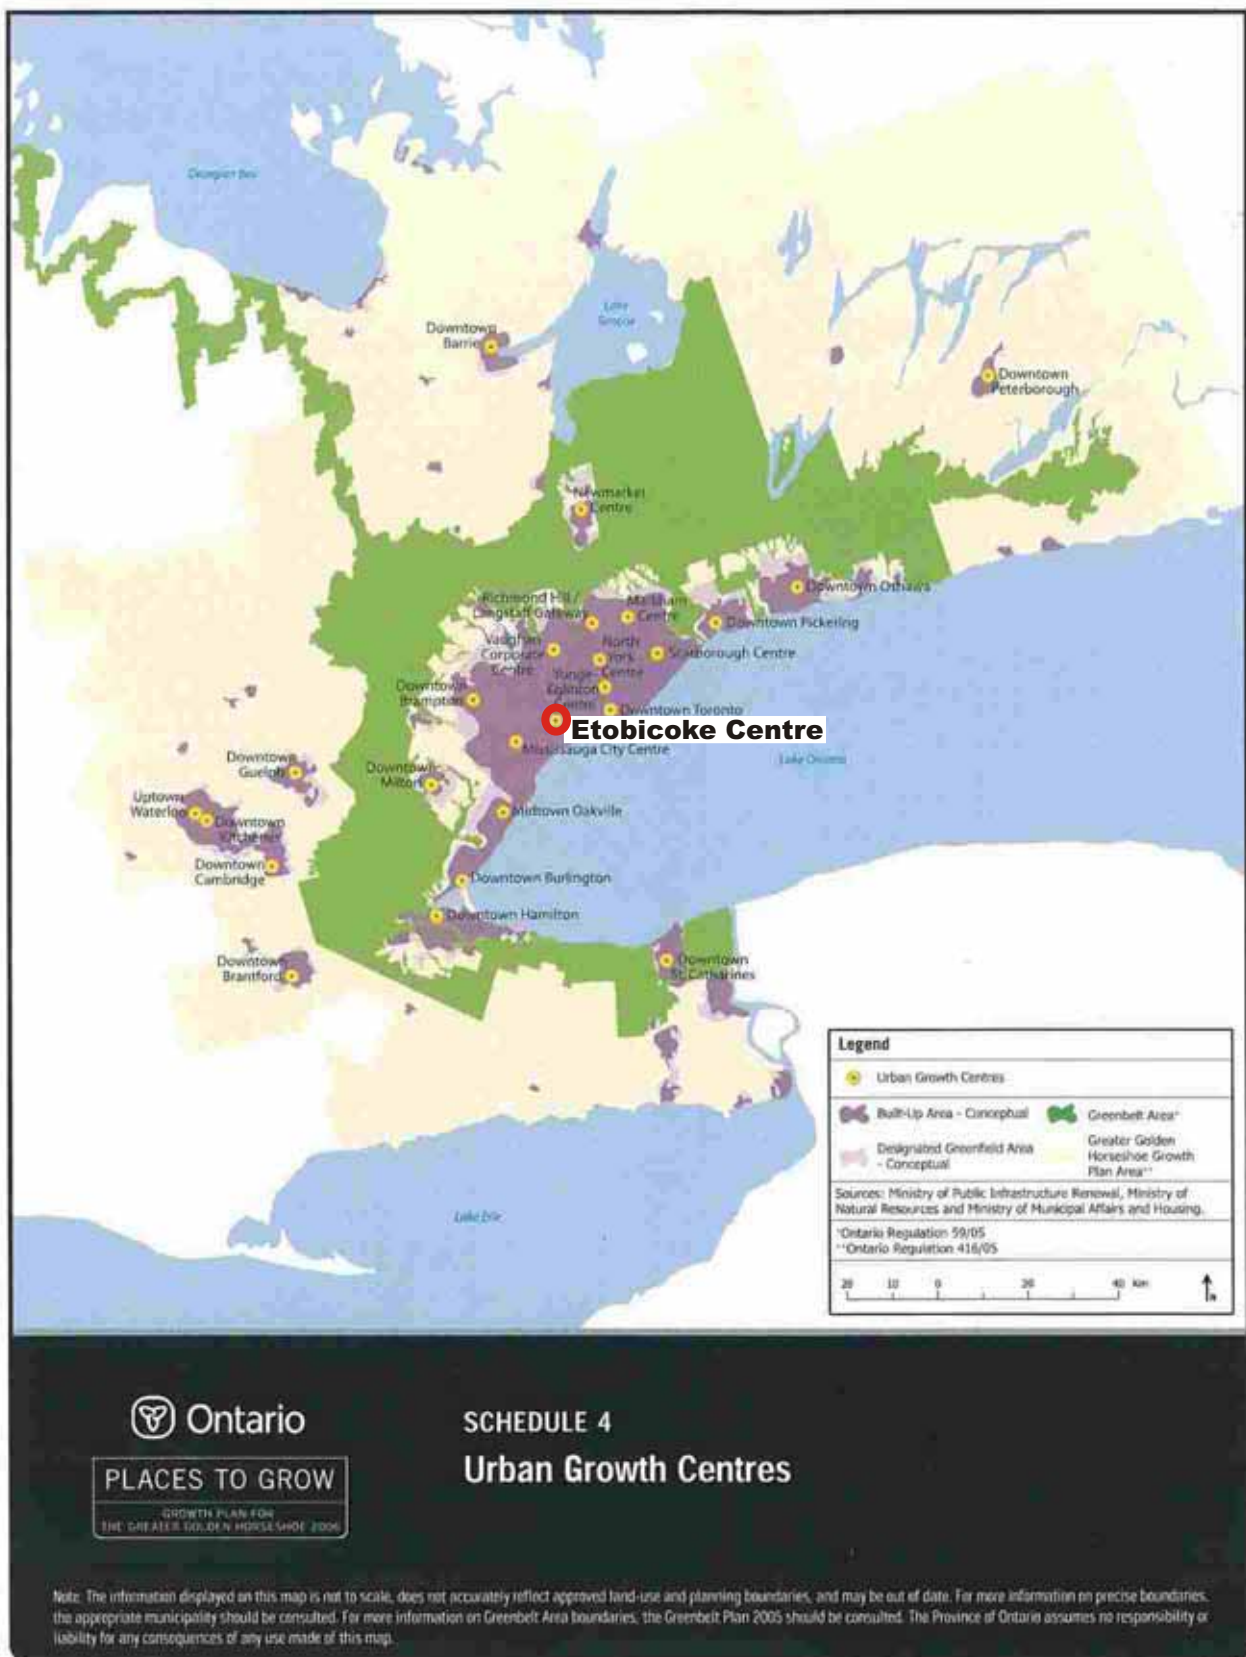 Georgian Bay
Lake
Simcoe
Downtown
Barrie
Downtown
Peterborough
Newmarket
Centre
Downtown Oshawa
Richmond Hill /
Langstaff Gateway
Markham
Centre
Downtown Pickering
Vaughan
Corporate
Centre
North
York
Centre
Scarborough Centre
Yonge-
Eglinton
Centre
Downtown
Brampton
Downtown Toronto
Etobicoke Centre
Mississauga City Centre
Lake Ontario
Downtown
Guelph
Downtown
Milton
Uptown
Waterloo
Downtown
Kitchener
Midtown Oakville
Downtown
Cambridge
Downtown Burlington
Downtown Hamilton
Downtown
Brantford
Downtown
St. Catharines
Lake Erie
Legend
Urban Growth Centres
Built-Up Area - Conceptual
Greenbelt Area*
Designated Greenfield Area
- Conceptual
Greater Golden
Horseshoe Growth
Plan Area**
Sources: Ministry of Public Infrastructure Renewal, Ministry of
Natural Resources and Ministry of Municipal Affairs and Housing.
*Ontario Regulation 59/05
**Ontario Regulation 416/05
20 10 0 20 40 km
N
Ontario
PLACES TO GROW
GROWTH PLAN FOR
THE GREATER GOLDEN HORSESHOE 2006
SCHEDULE 4
Urban Growth Centres
Note: The information displayed on this map is not to scale, does not accurately reflect approved land-use and planning boundaries, and may be out of date. For more information on precise boundaries,
the appropriate municipality should be consulted. For more information on Greenbelt Area boundaries, the Greenbelt Plan 2005 should be consulted. The Province of Ontario assumes no responsibility or
liability for any consequences of any use made of this map.